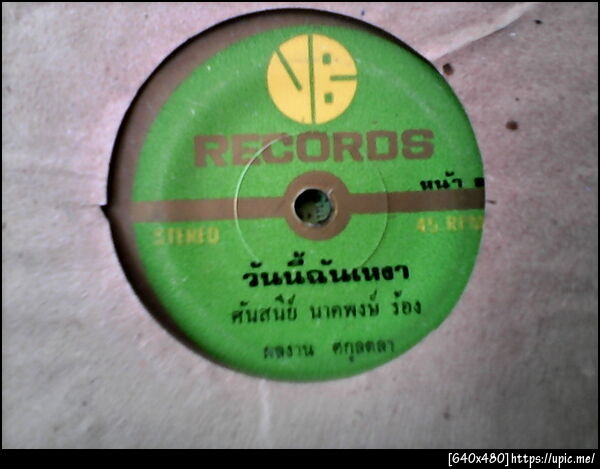 RECORDS
หน้า
STEREO
45
วันนี้ฉันเหงา
ศันสนีย์ นาคพงษ์ ร้อง
ผลงาน ศกุลตลา
[640x480]https://upic.me/